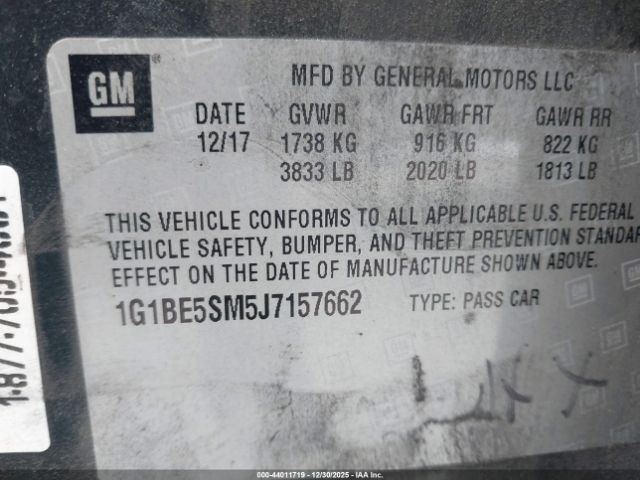 GM
MFD BY GENERAL MOTORS LLC
DATE GVWR GAWR FRT GAWR RR
12/17 1738 KG 916 KG 822 KG
3833 LB 2020 LB 1813 LB
THIS VEHICLE CONFORMS TO ALL APPLICABLE U.S. FEDERAL
VEHICLE SAFETY, BUMPER, AND THEFT PREVENTION STANDAR
EFFECT ON THE DATE OF MANUFACTURE SHOWN ABOVE.
1G1BE5SM5J7157662 TYPE: PASS CAR
000-44011719 - 12/30/2025 - IAAI